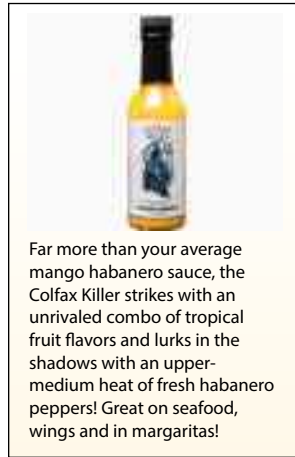 Far more than your average
mango habanero sauce, the
Colfax Killer strikes with an
unrivaled combo of tropical
fruit flavors and lurks in the
shadows with an upper-
medium heat of fresh habanero
peppers! Great on seafood,
wings and in margaritas!